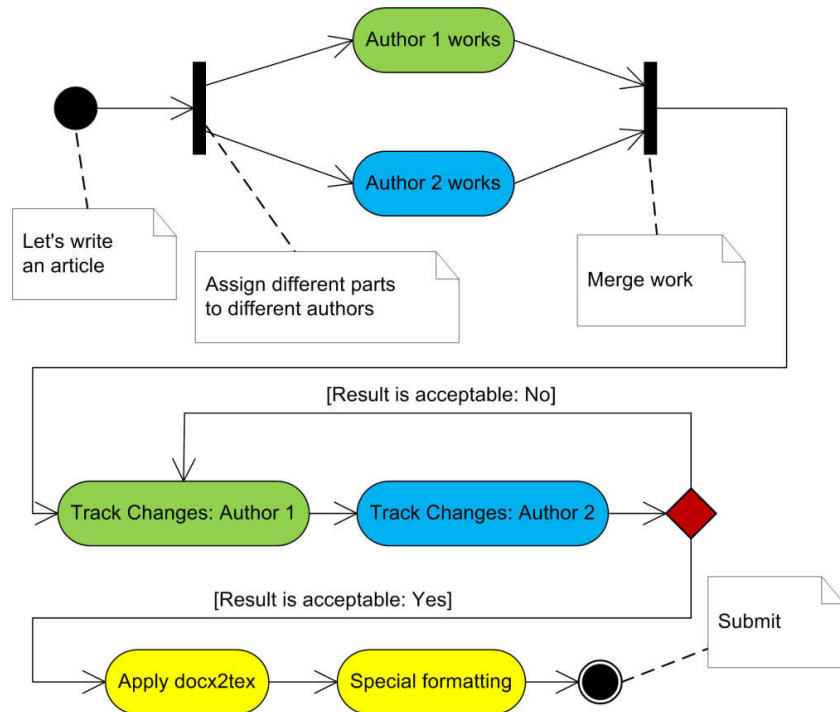 Author 1 works
Author 2 works
Let's write
an article
Assign different parts
to different authors
Merge work
[Result is acceptable: No]
Track Changes: Author 1
Track Changes: Author 2
[Result is acceptable: Yes]
Submit
Apply docx2tex
Special formatting